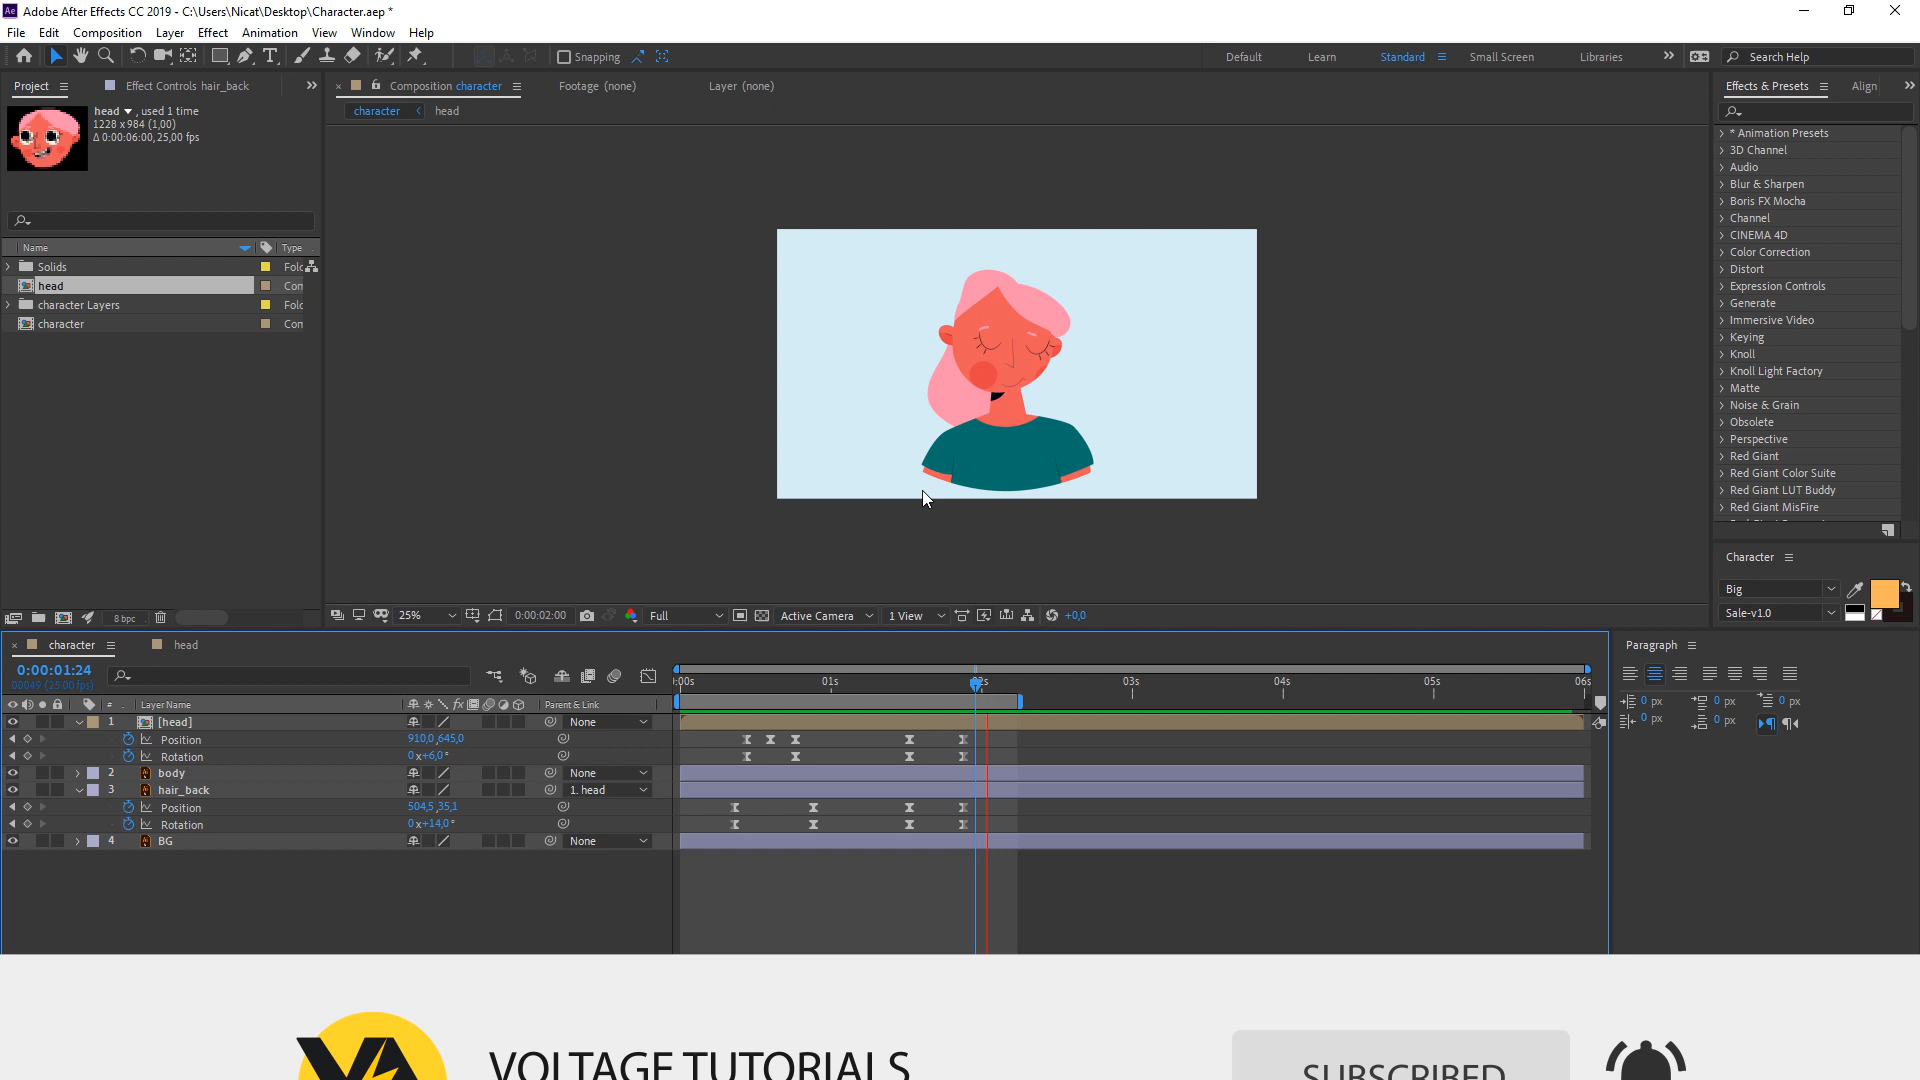 Ae Adobe After Effects CC 2019 - C:\Users\Nicat\Desktop\Character.aep *
File Edit Composition Layer Effect Animation View Window Help
Snapping Default Learn Standard Small Screen Libraries Search Help
Project Effect Controls hair_back
head , used 1 time
1228 x 984 (1,00)
Δ 0:00:06:00, 25,00 fps
Name Type
Solids Fold
head Con
character Layers Fold
character Con
8 bpc
Composition character Footage (none) Layer (none)
character head
25% 0:00:02:00 Full Active Camera 1 View +0,0
Effects & Presets Align
* Animation Presets
3D Channel
Audio
Blur & Sharpen
Boris FX Mocha
Channel
CINEMA 4D
Color Correction
Distort
Expression Controls
Generate
Immersive Video
Keying
Knoll
Knoll Light Factory
Matte
Noise & Grain
Obsolete
Perspective
Red Giant
Red Giant Color Suite
Red Giant LUT Buddy
Red Giant MisFire
Character
Big
Sale-v1.0
character head
0:00:01:24
00049 (25.00 fps)
:00s 01s 02s 03s 04s 05s 06s
# Layer Name fx Parent & Link
1 [head] None
Position 910,0,645,0
Rotation 0x+6,0°
2 body None
3 hair_back 1. head
Position 504,5,35,1
Rotation 0x+14,0°
4 BG None
Paragraph
0 px 0 px 0 px
0 px 0 px
VOLTAGE TUTORIALS
SUBSCRIBED